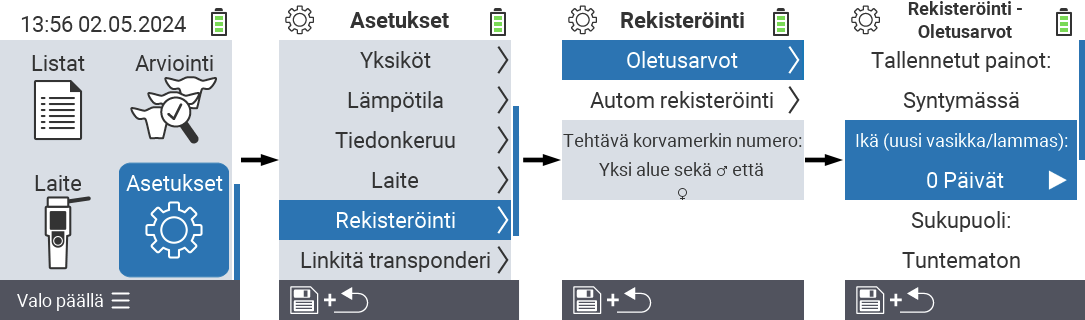 13:56 02.05.2024
Listat
Arviointi
Laite
Asetukset
Valo päällä
Asetukset
Yksiköt
Lämpötila
Tiedonkeruu
Laite
Rekisteröinti
Linkitä transponderi
+
Rekisteröinti
Oletusarvot
Autom rekisteröinti
Tehtävä korvamerkin numero:
Yksi alue sekä ♂ että
♀
+
Rekisteröinti -
Oletusarvot
Tallennetut painot:
Syntymässä
Ikä (uusi vasikka/lammas):
0 Päivät
Sukupuoli:
Tuntematon
+